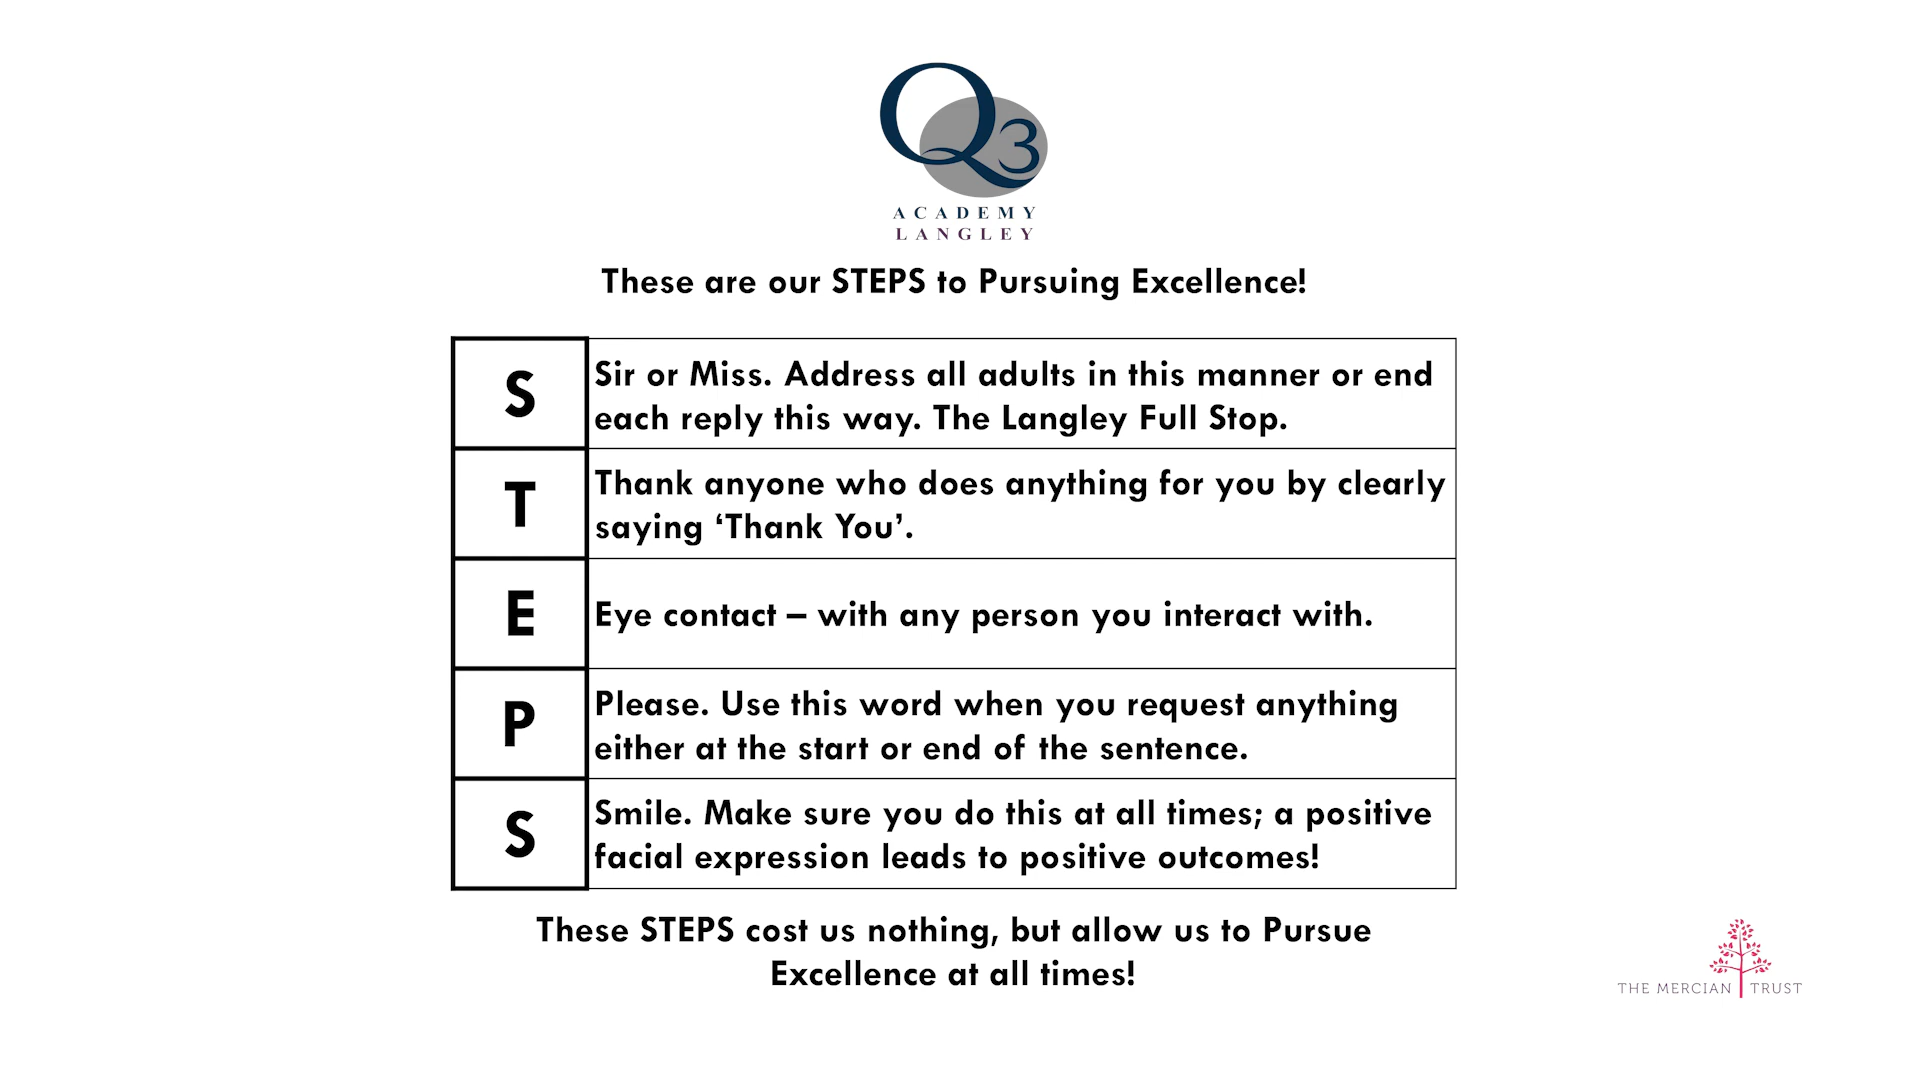 Q3
ACADEMY
LANGLEY
These are our STEPS to Pursuing Excellence!
S
Sir or Miss. Address all adults in this manner or end
each reply this way. The Langley Full Stop.
T
Thank anyone who does anything for you by clearly
saying ‘Thank You’.
E
Eye contact – with any person you interact with.
P
Please. Use this word when you request anything
either at the start or end of the sentence.
S
Smile. Make sure you do this at all times; a positive
facial expression leads to positive outcomes!
These STEPS cost us nothing, but allow us to Pursue
Excellence at all times!
THE MERCIAN TRUST